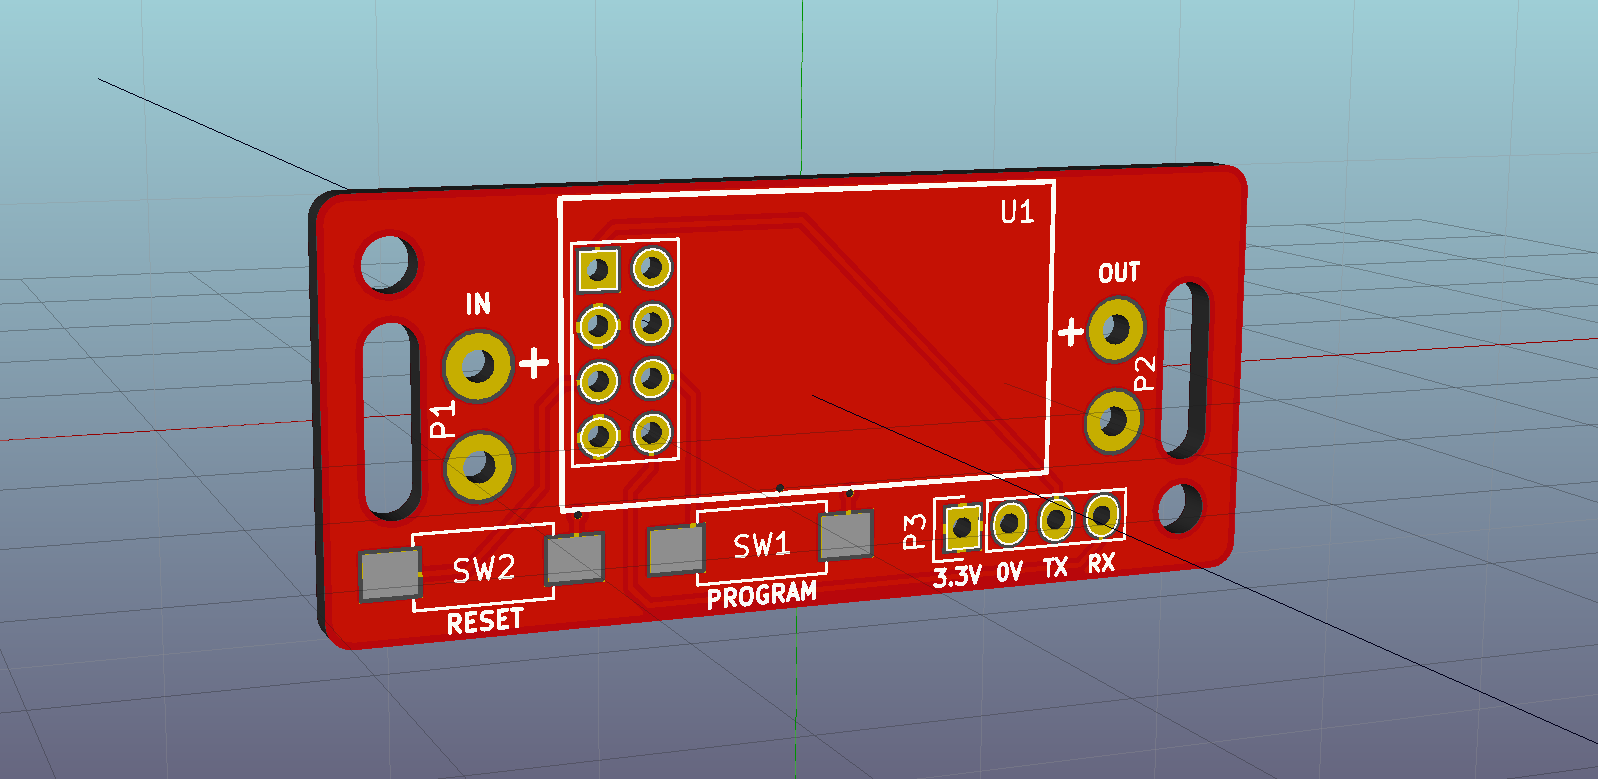 U1
OUT
+
P2
IN
+
P1
SW2
RESET
SW1
PROGRAM
P3
3.3V 0V TX RX